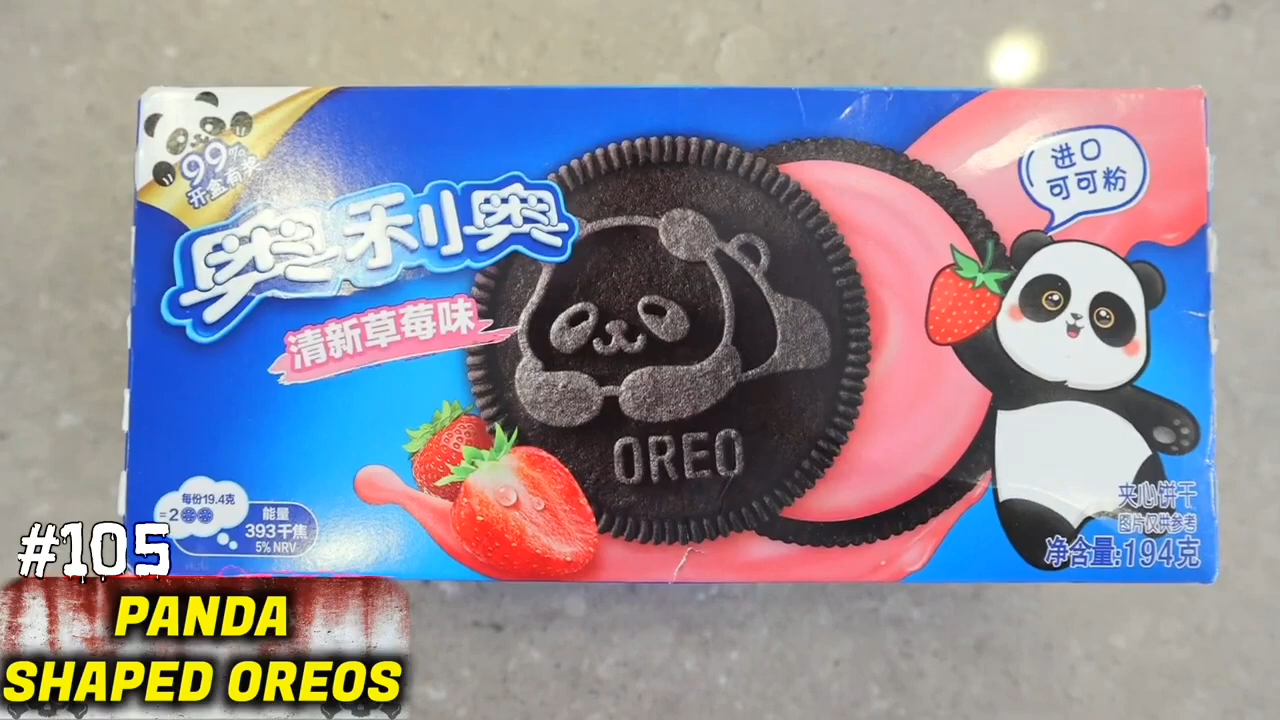 99%
开盒有奖
奥利奥
清新草莓味
进口
可可粉
OREO
每份19.4克
=2
能量
393千焦
5% NRV
夹心饼干
图片仅供参考
净含量:194克
#105
PANDA
SHAPED OREOS